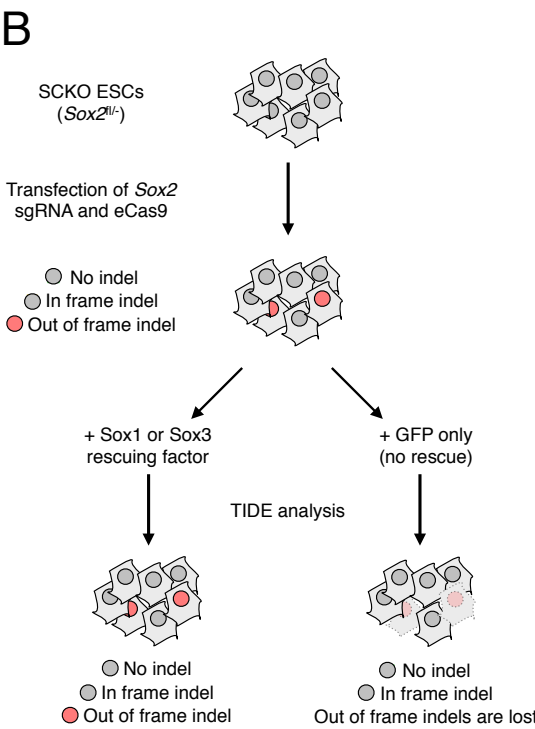 B
SCKO ESCs
(Sox2fl/-)
Transfection of Sox2
sgRNA and eCas9
No indel
In frame indel
Out of frame indel
+ Sox1 or Sox3
rescuing factor
+ GFP only
(no rescue)
TIDE analysis
No indel
In frame indel
Out of frame indel
No indel
In frame indel
Out of frame indels are lost